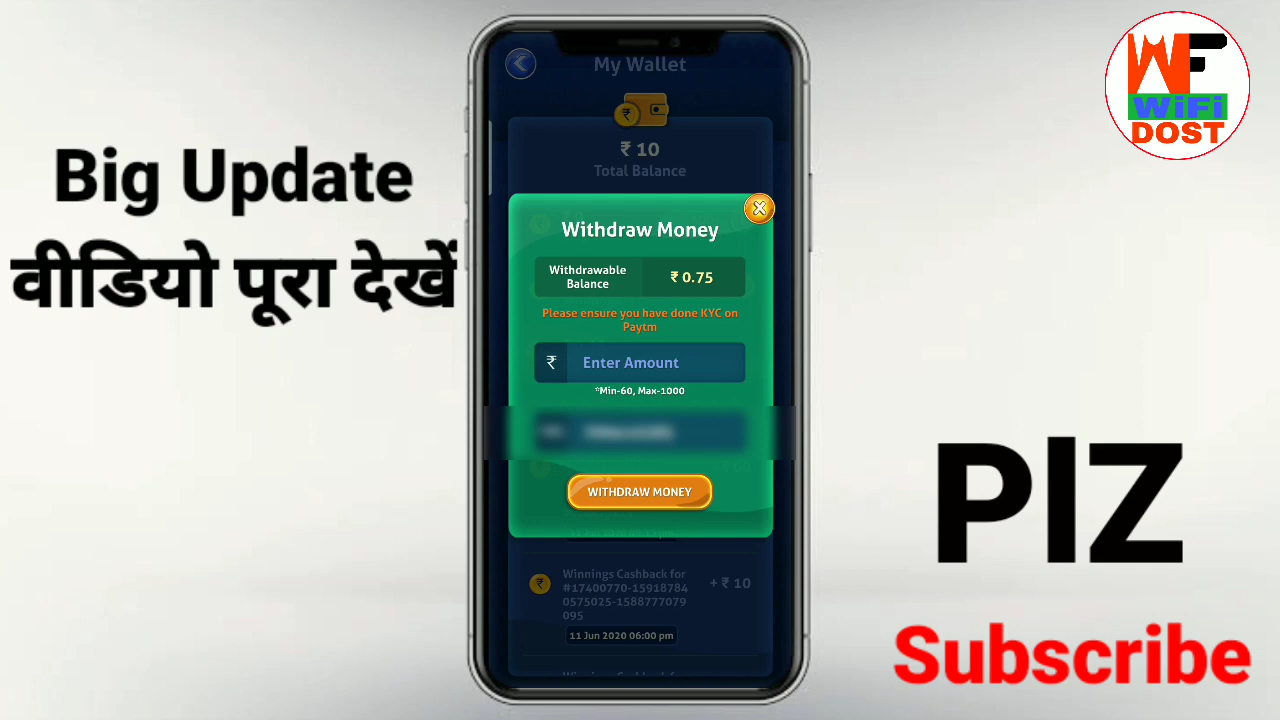 Big Update
वीडियो पूरा देखें
My Wallet
₹ 10
Total Balance
Withdraw Money
Withdrawable
Balance
₹ 0.75
Please ensure you have done KYC on
Paytm
₹ Enter Amount
*Min-60, Max-1000
WITHDRAW MONEY
Winnings Cashback for
#17400770-15918784
0575025-1588777079
095
+ ₹ 10
11 Jun 2020 06:00 pm
WF
WiFi
DOST
PlZ
Subscribe